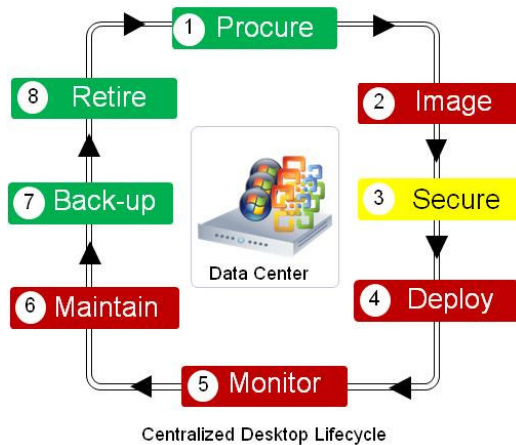 1 Procure
2 Image
3 Secure
4 Deploy
5 Monitor
6 Maintain
7 Back-up
8 Retire
Data Center
Centralized Desktop Lifecycle